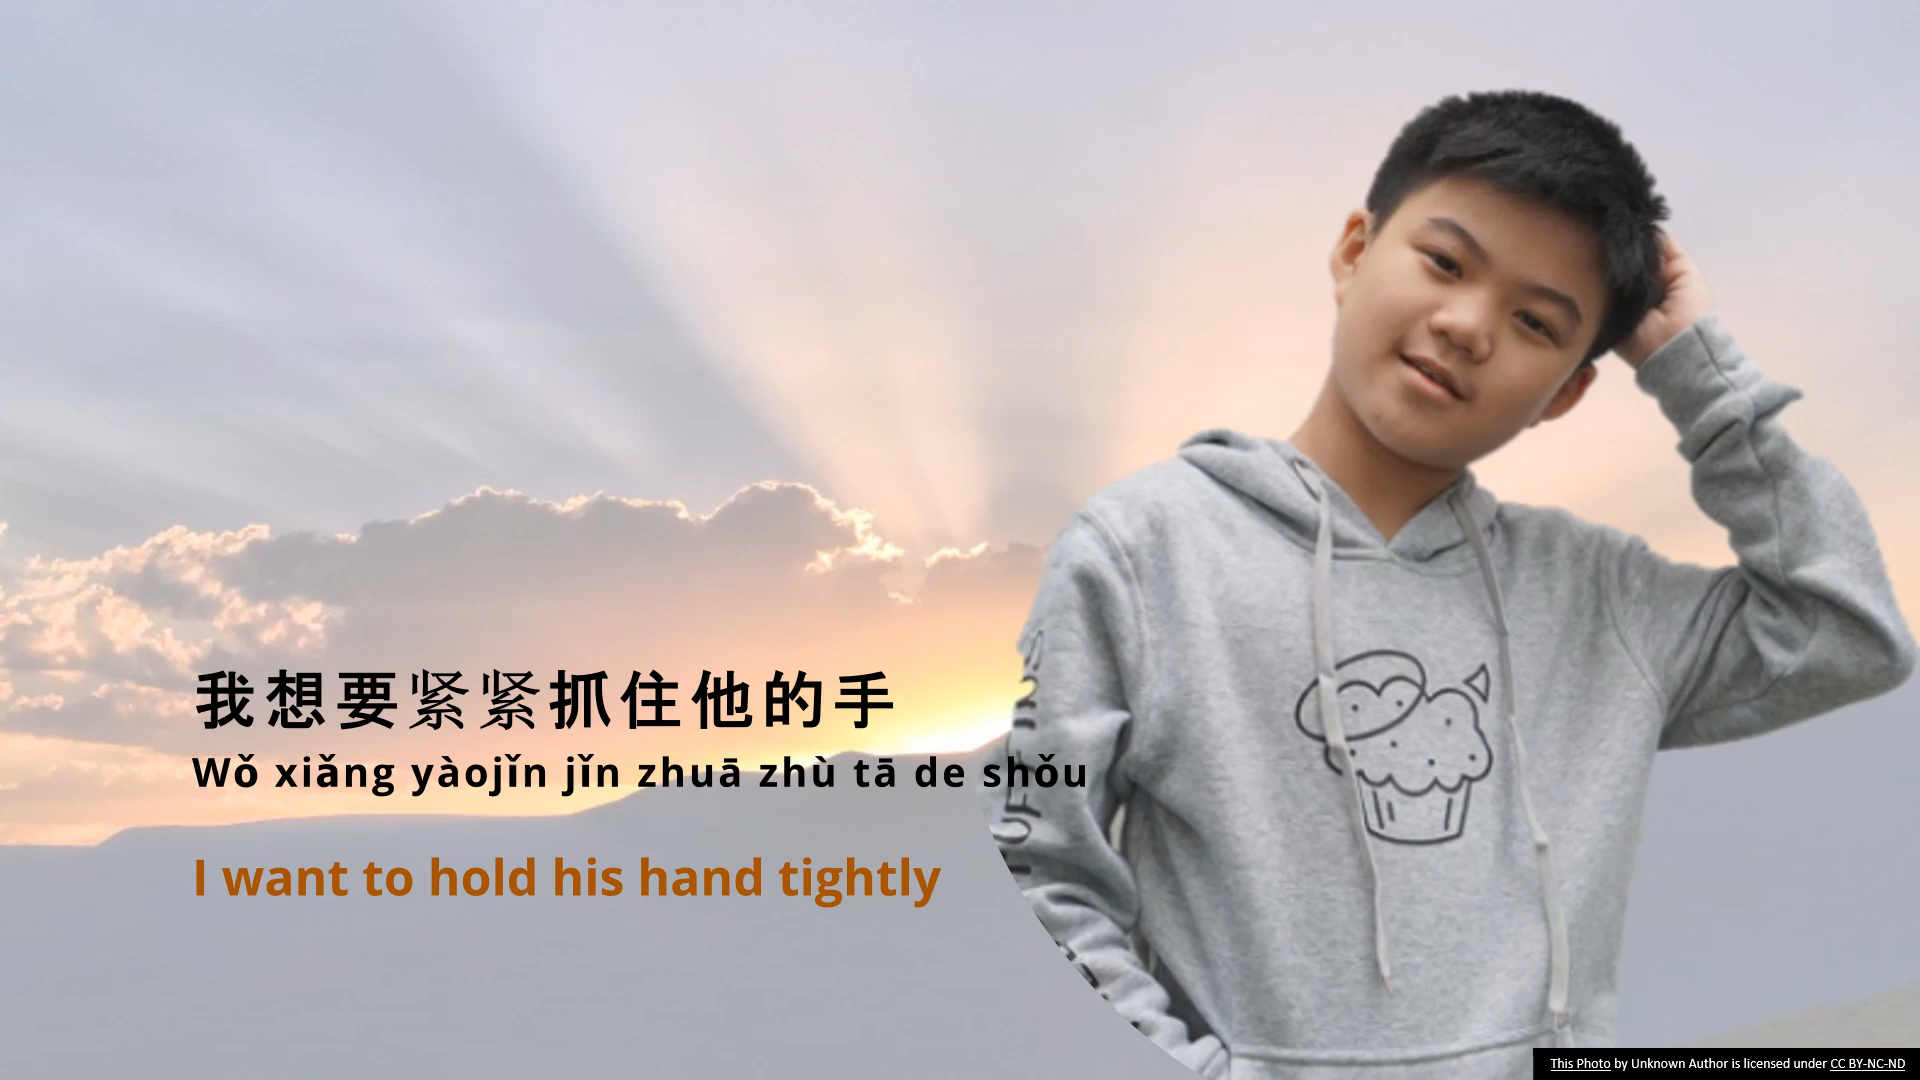 我想要紧紧抓住他的手
Wǒ xiǎng yàojǐn jǐn zhuā zhù tā de shǒu
I want to hold his hand tightly
This Photo by Unknown Author is licensed under CC BY-NC-ND